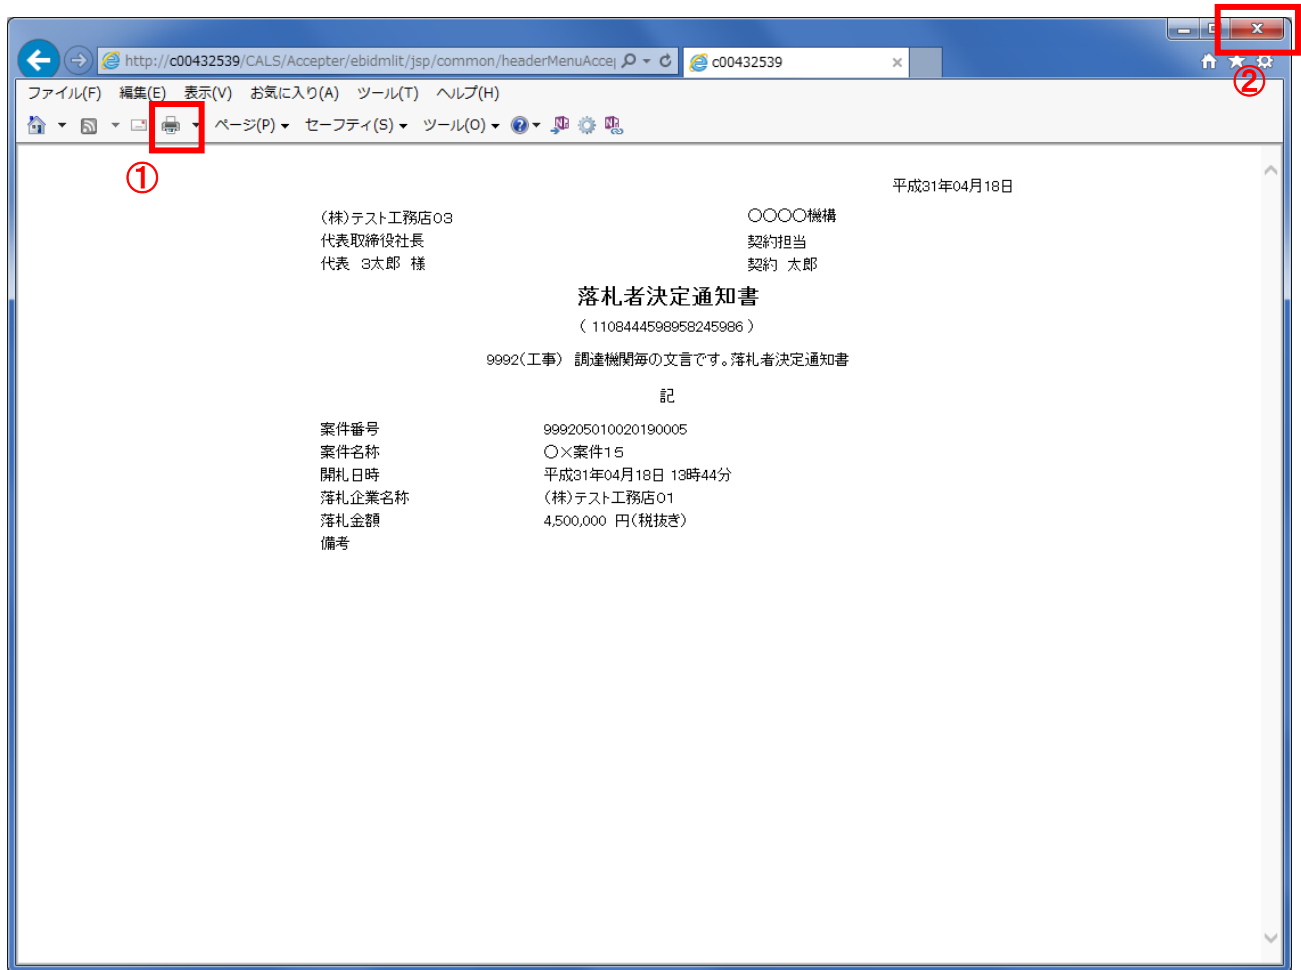 ②
http://c00432539/CALS/Accepter/ebidmlit/jsp/common/headerMenuAccep
c00432539
ファイル(F) 編集(E) 表示(V) お気に入り(A) ツール(T) ヘルプ(H)
ページ(P) セーフティ(S) ツール(O)
①
平成31年04月18日
(株)テスト工務店03
〇〇〇〇機構
代表取締役社長
契約担当
代表 3太郎 様
契約 太郎
落札者決定通知書
( 1108444598958245986 )
9992(工事) 調達機関毎の文言です。落札者決定通知書
記
案件番号 999205010020190005
案件名称 〇×案件15
開札日時 平成31年04月18日 13時44分
落札企業名称 (株)テスト工務店01
落札金額 4,500,000 円(税抜き)
備考